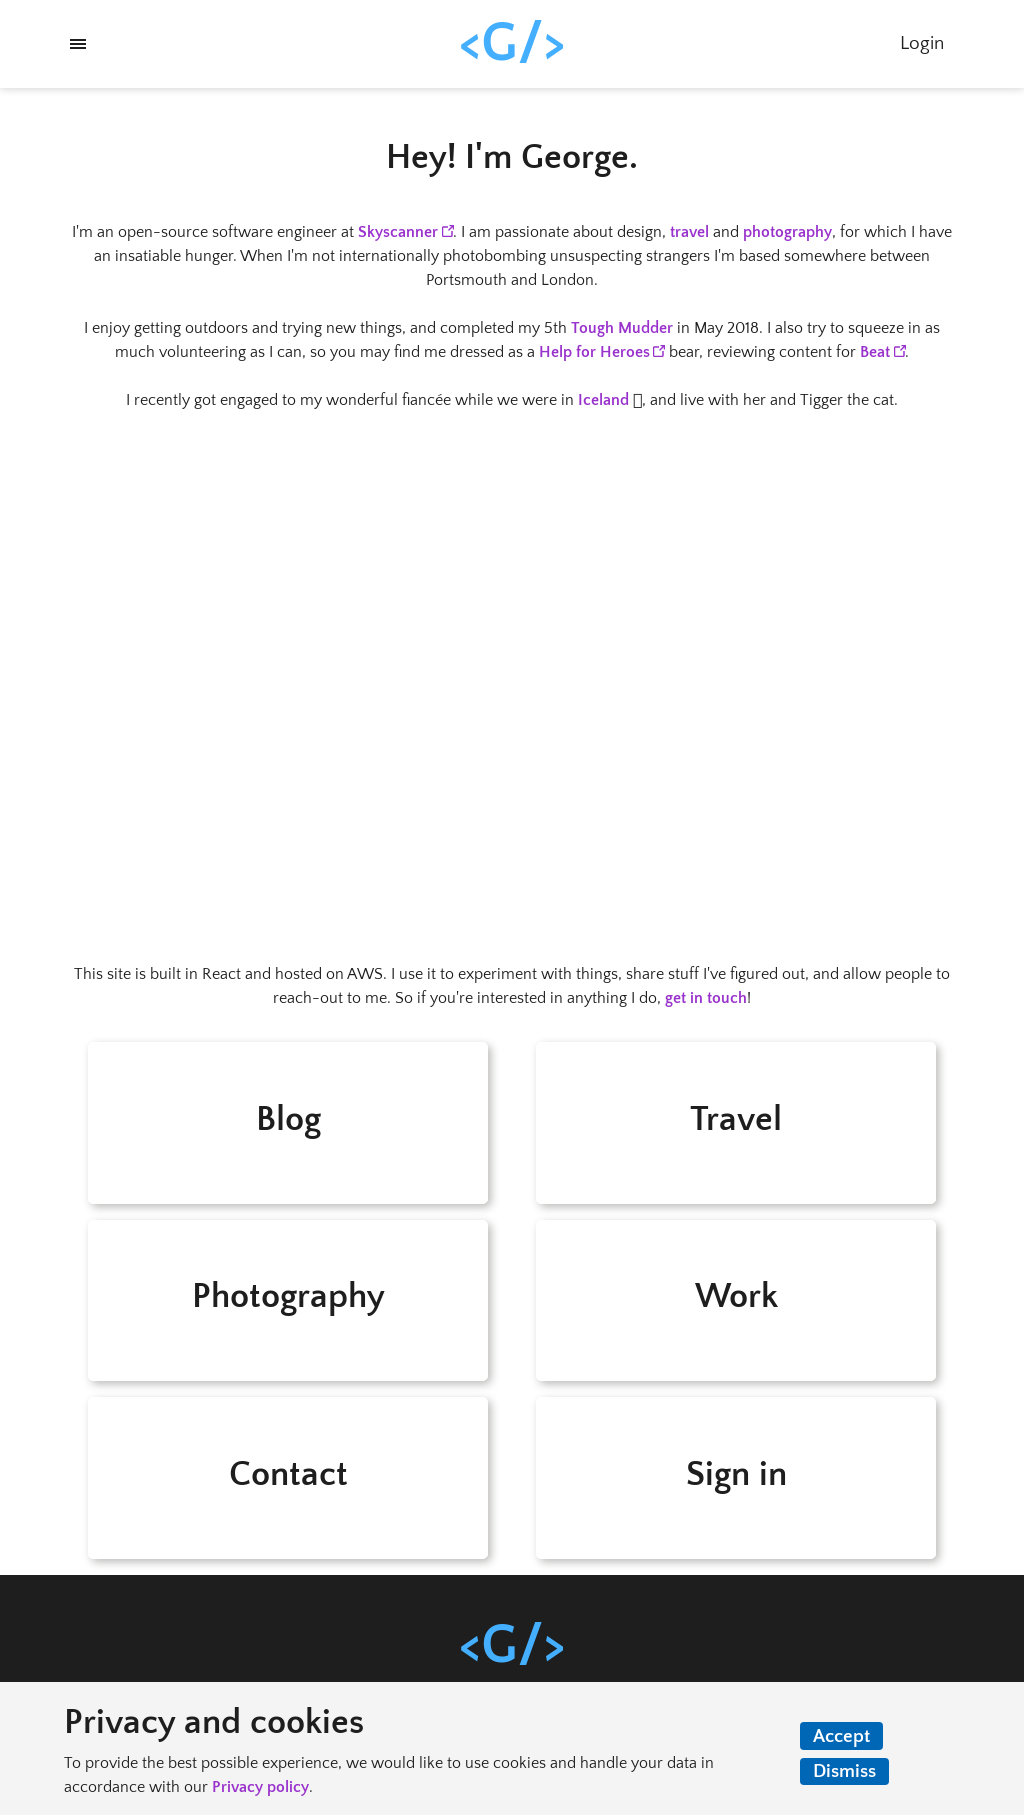 <G/>
Login
Hey! I'm George.
I'm an open-source software engineer at Skyscanner. I am passionate about design, travel and photography, for which I have
an insatiable hunger. When I'm not internationally photobombing unsuspecting strangers I'm based somewhere between
Portsmouth and London.
I enjoy getting outdoors and trying new things, and completed my 5th Tough Mudder in May 2018. I also try to squeeze in as
much volunteering as I can, so you may find me dressed as a Help for Heroes bear, reviewing content for Beat.
I recently got engaged to my wonderful fiancée while we were in Iceland , and live with her and Tigger the cat.
This site is built in React and hosted on AWS. I use it to experiment with things, share stuff I've figured out, and allow people to
reach-out to me. So if you're interested in anything I do, get in touch!
Blog
Travel
Photography
Work
Contact
Sign in
<G/>
Privacy and cookies
To provide the best possible experience, we would like to use cookies and handle your data in
accordance with our Privacy policy.
Accept
Dismiss